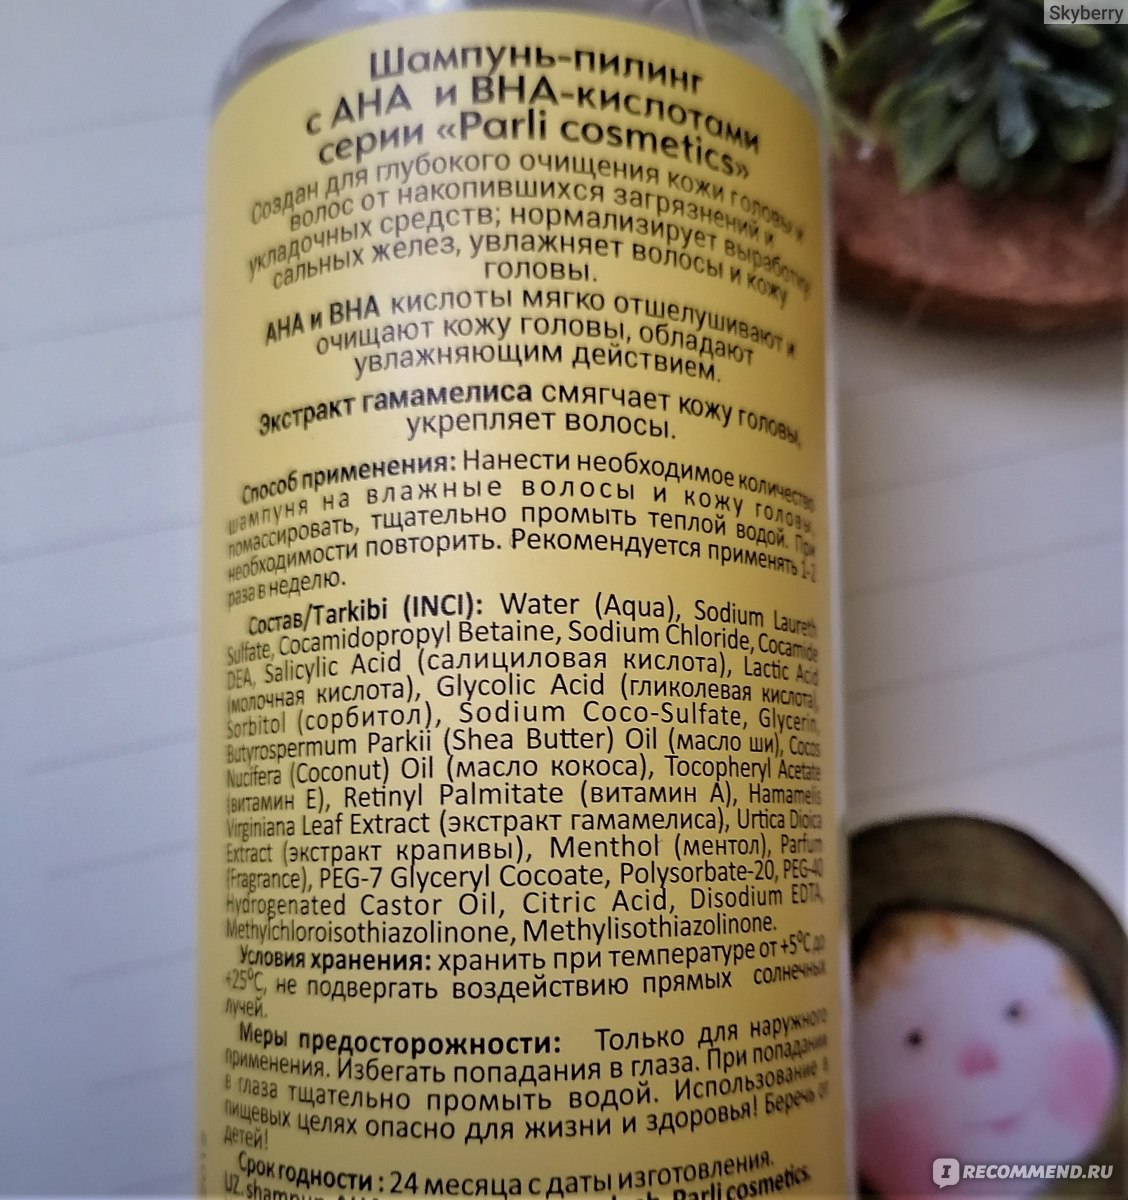 Skyberry
Шампунь-пилинг
с AHA и BHA-кислотами
серии «Parli cosmetics»
Создан для глубокого очищения кожи головы и
волос от накопившихся загрязнений и
укладочных средств; нормализирует выработку
сальных желез, увлажняет волосы и кожу
головы.
AHA и BHA кислоты мягко отшелушивают и
очищают кожу головы, обладают
увлажняющим действием.
Экстракт гамамелиса смягчает кожу головы,
укрепляет волосы.
Способ применения: Нанести необходимое количество
шампуня на влажные волосы и кожу головы,
помассировать, тщательно промыть теплой водой. При
необходимости повторить. Рекомендуется применять 1-2
раза в неделю.
Состав/Tarkibi (INCI): Water (Aqua), Sodium Laureth
Sulfate, Cocamidopropyl Betaine, Sodium Chloride, Cocamide
DEA, Salicylic Acid (салициловая кислота), Lactic Acid
(молочная кислота), Glycolic Acid (гликолевая кислота),
Sorbitol (сорбитол), Sodium Coco-Sulfate, Glycerin,
Butyrospermum Parkii (Shea Butter) Oil (масло ши), Cocos
Nucifera (Coconut) Oil (масло кокоса), Tocopheryl Acetate
(витамин Е), Retinyl Palmitate (витамин А), Hamamelis
Virginiana Leaf Extract (экстракт гамамелиса), Urtica Dioica
Extract (экстракт крапивы), Menthol (ментол), Parfum
(Fragrance), PEG-7 Glyceryl Cocoate, Polysorbate-20, PEG-40
Hydrogenated Castor Oil, Citric Acid, Disodium EDTA,
Methylchloroisothiazolinone, Methylisothiazolinone.
Условия хранения: хранить при температуре от +5°С до
+25°С, не подвергать воздействию прямых солнечных
лучей.
Меры предосторожности: Только для наружного
применения. Избегать попадания в глаза. При попадании
в глаза тщательно промыть водой. Использование в
пищевых целях опасно для жизни и здоровья! Беречь от
детей!
Срок годности : 24 месяца с даты изготовления.
UZ.shampun Parli cosmetics
IRECOMMEND.RU